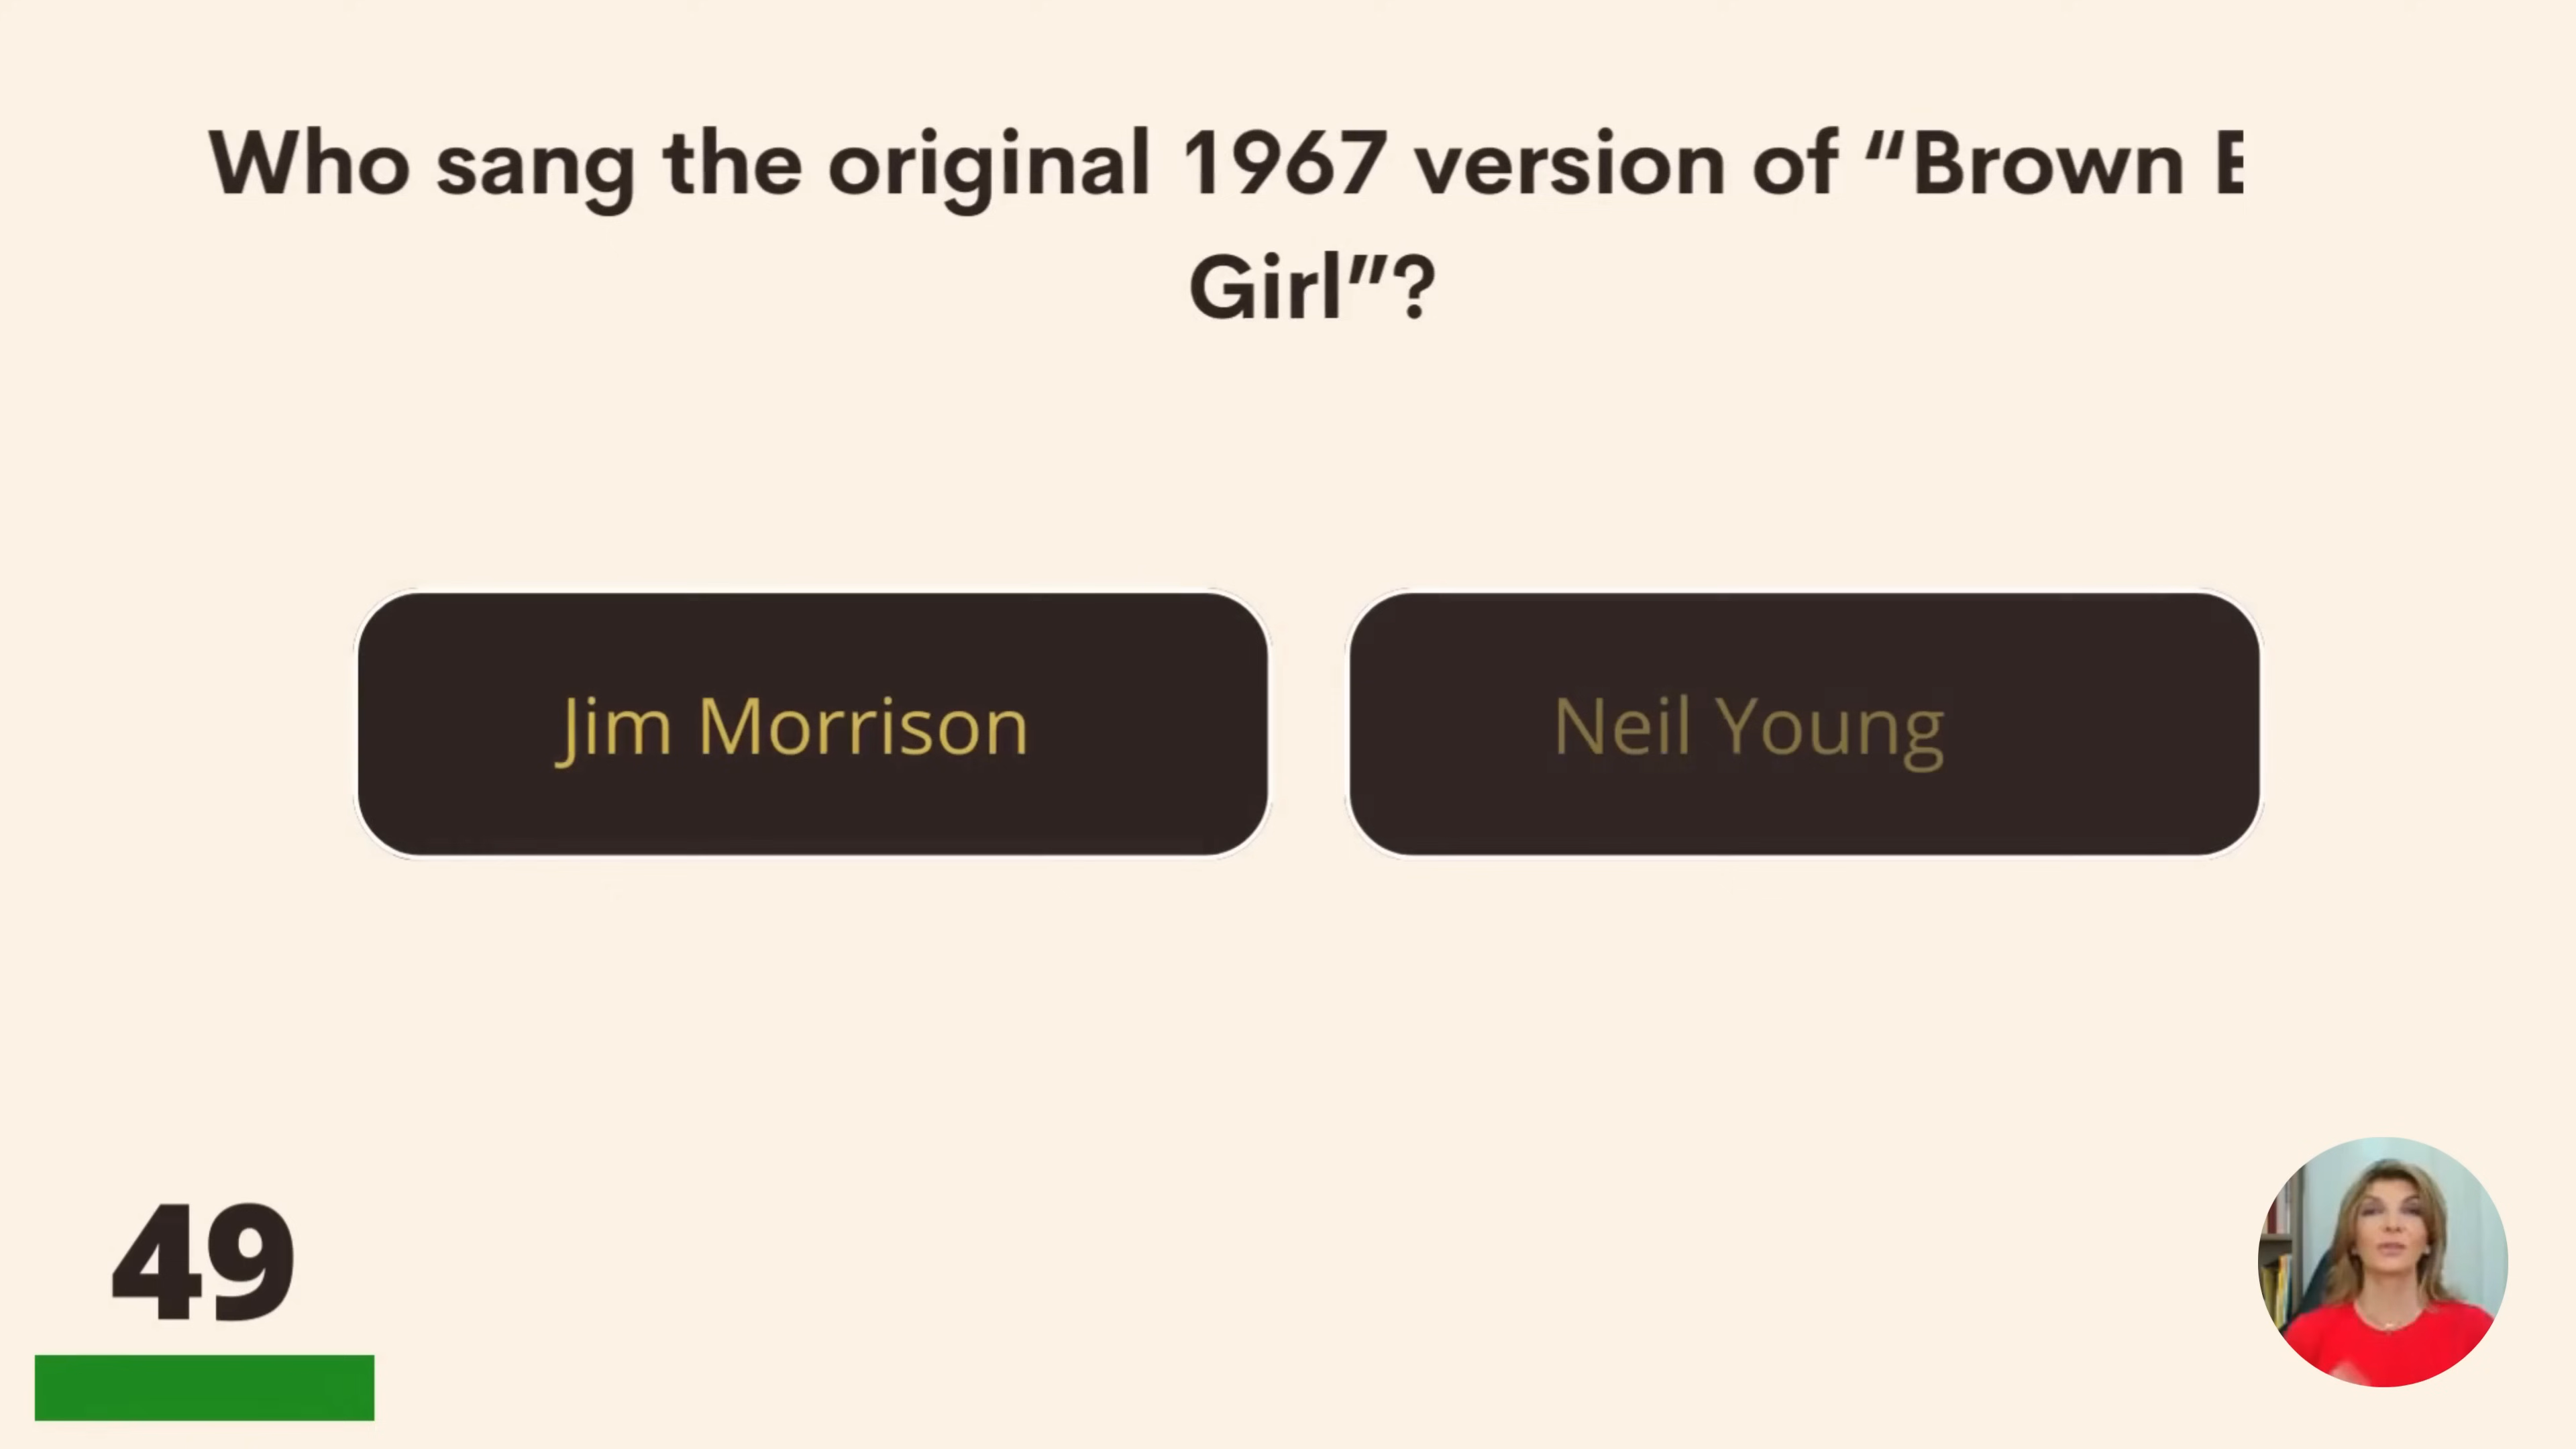 Who sang the original 1967 version of “Brown
Girl”?
Jim Morrison
Neil Young
49